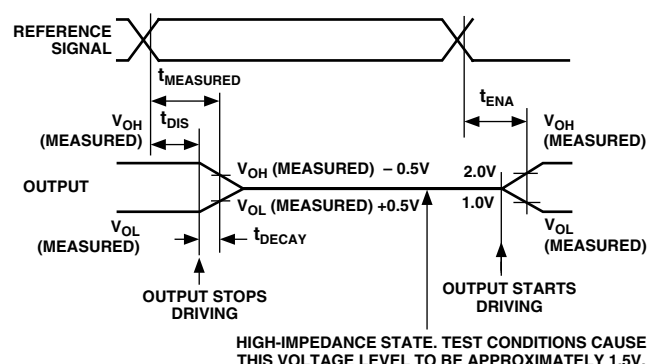 REFERENCE
SIGNAL
tMEASURED
tENA
VOH
(MEASURED)
tDIS
VOH
(MEASURED)
VOH (MEASURED) – 0.5V
2.0V
OUTPUT
VOL (MEASURED) +0.5V
1.0V
VOL
(MEASURED)
tDECAY
VOL
(MEASURED)
OUTPUT STOPS
DRIVING
OUTPUT STARTS
DRIVING
HIGH-IMPEDANCE STATE. TEST CONDITIONS CAUSE
THIS VOLTAGE LEVEL TO BE APPROXIMATELY 1.5V.